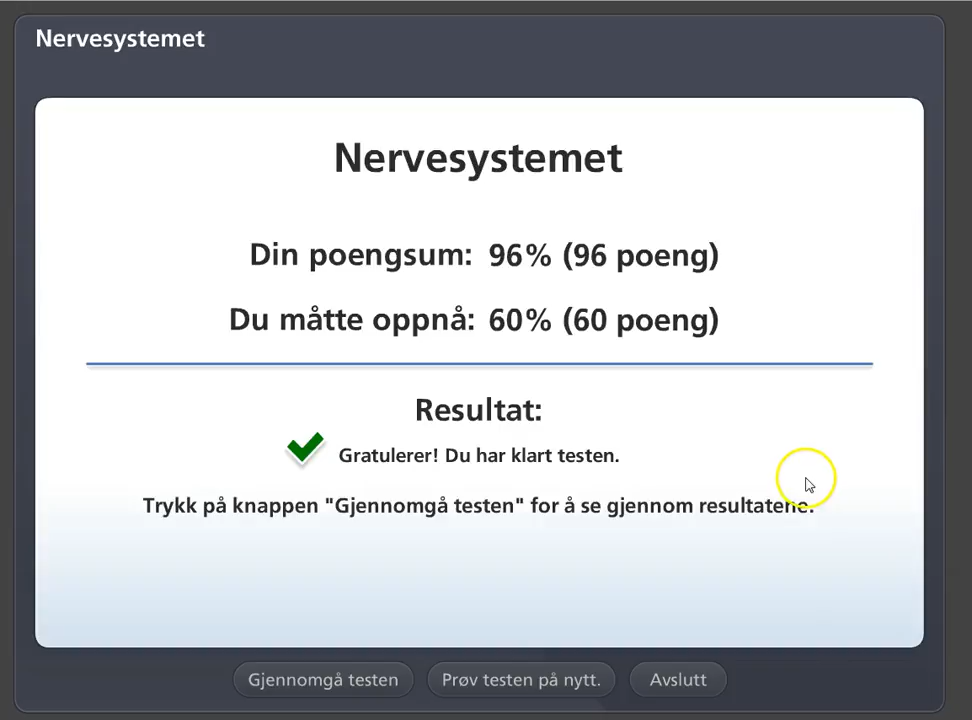 Nervesystemet
Nervesystemet
Din poengsum: 96% (96 poeng)
Du måtte oppnå: 60% (60 poeng)
Resultat:
Gratulerer! Du har klart testen.
Trykk på knappen "Gjennomgå testen" for å se gjennom resultatene.
Gjennomgå testen Prøv testen på nytt. Avslutt